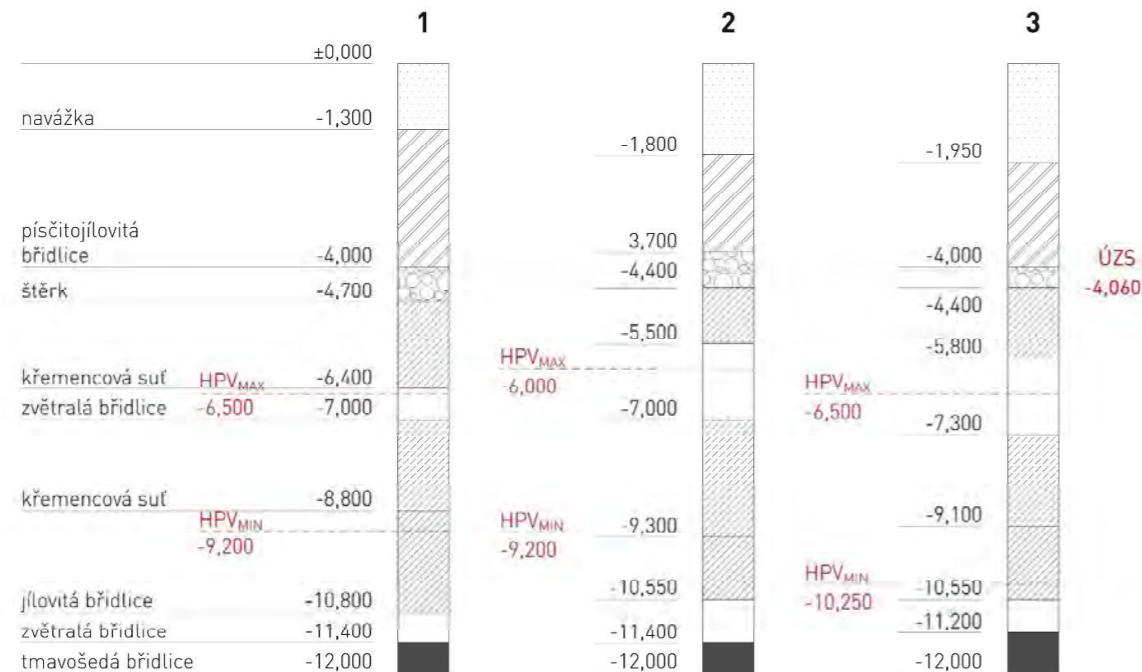 1 2 3
±0,000
navážka -1,300
-1,800
-1,950
písčitojílovitá
břidlice -4,000
3,700
-4,000
ÚZS
-4,060
štěrk -4,700
-4,400
-4,400
-5,500
-5,800
křemencová suť -6,400
HPVMAX
-6,500
HPVMAX
-6,000
HPVMAX
-6,500
zvětralá břidlice -7,000
-7,000
-7,300
křemencová suť -8,800
HPVMIN
-9,200
HPVMIN
-9,200
-9,300
-9,100
HPVMIN
-10,250
jílovitá břidlice -10,800
-10,550
-10,550
zvětralá břidlice -11,400
-11,400
-11,200
tmavošedá břidlice -12,000
-12,000
-12,000